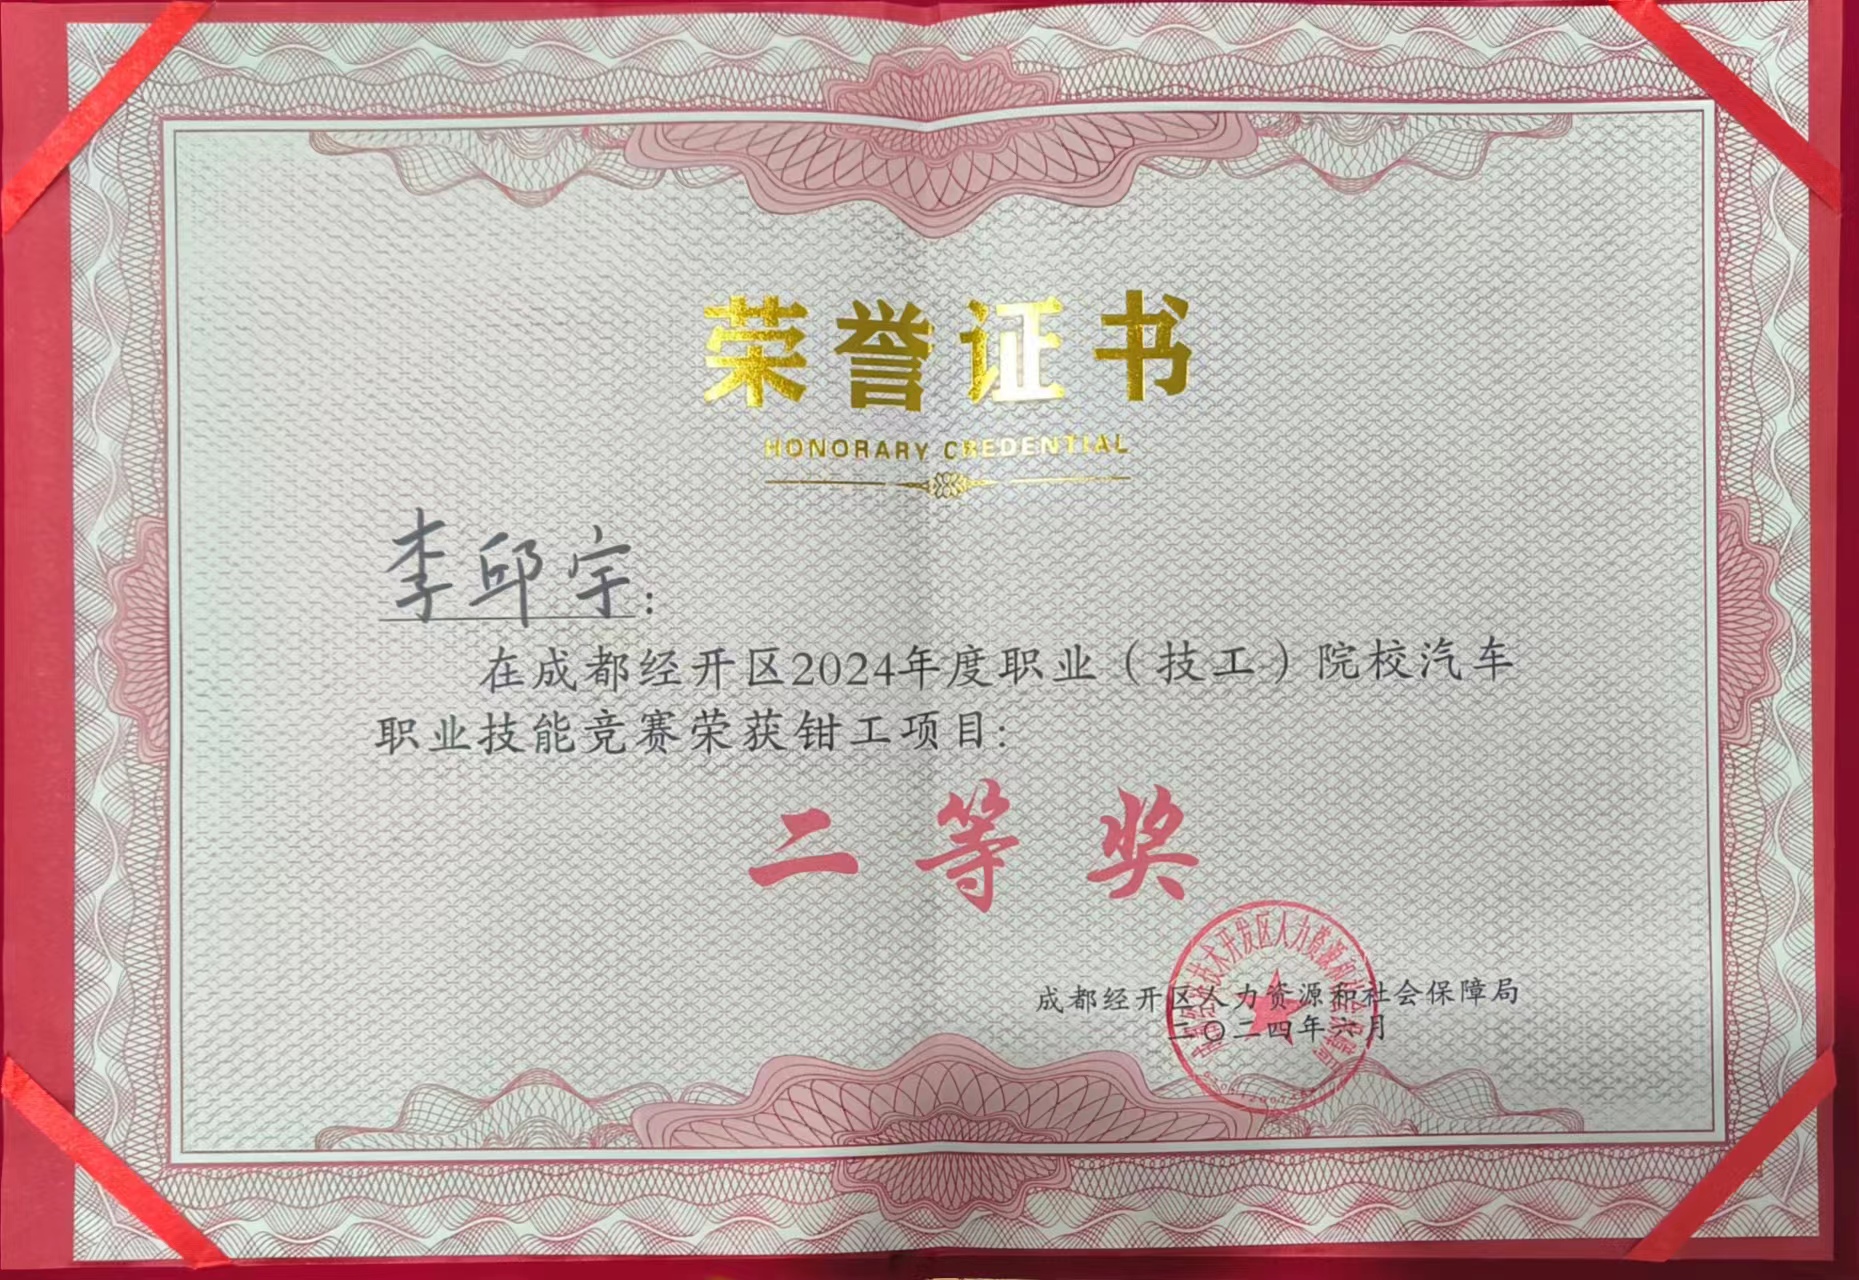 荣誉证书
HONORARY CREDENTIAL
李邱宇:
在成都经开区2024年度职业（技工）院校汽车
职业技能竞赛荣获钳工项目:
二等奖
成都经开区人力资源和社会保障局
二〇二四年六月